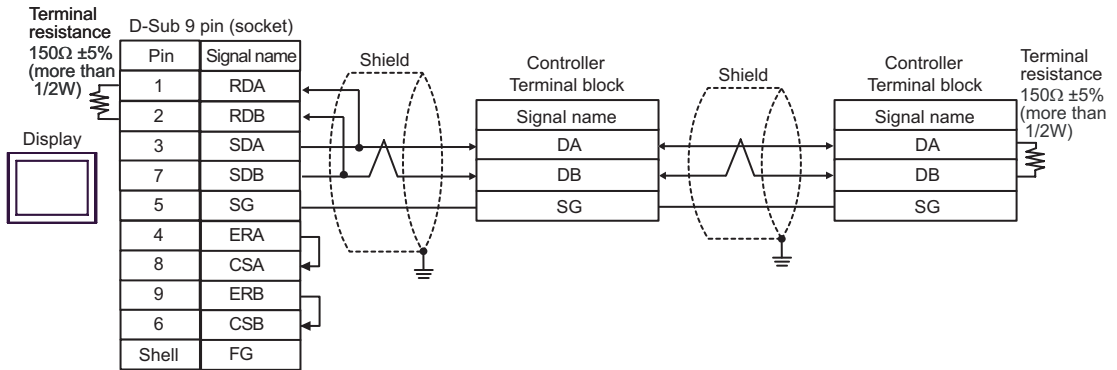 Terminal
resistance
150Ω ±5%
(more than
1/2W)
D-Sub 9 pin (socket)
Pin Signal name
1 RDA
2 RDB
3 SDA
7 SDB
5 SG
4 ERA
8 CSA
9 ERB
6 CSB
Shell FG
Display
Shield
Controller
Terminal block
Signal name
DA
DB
SG
Shield
Controller
Terminal block
Signal name
DA
DB
SG
Terminal
resistance
150Ω ±5%
(more than
1/2W)